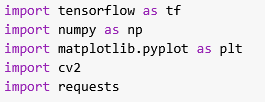 import tensorflow as tf
import numpy as np
import matplotlib.pyplot as plt
import cv2
import requests